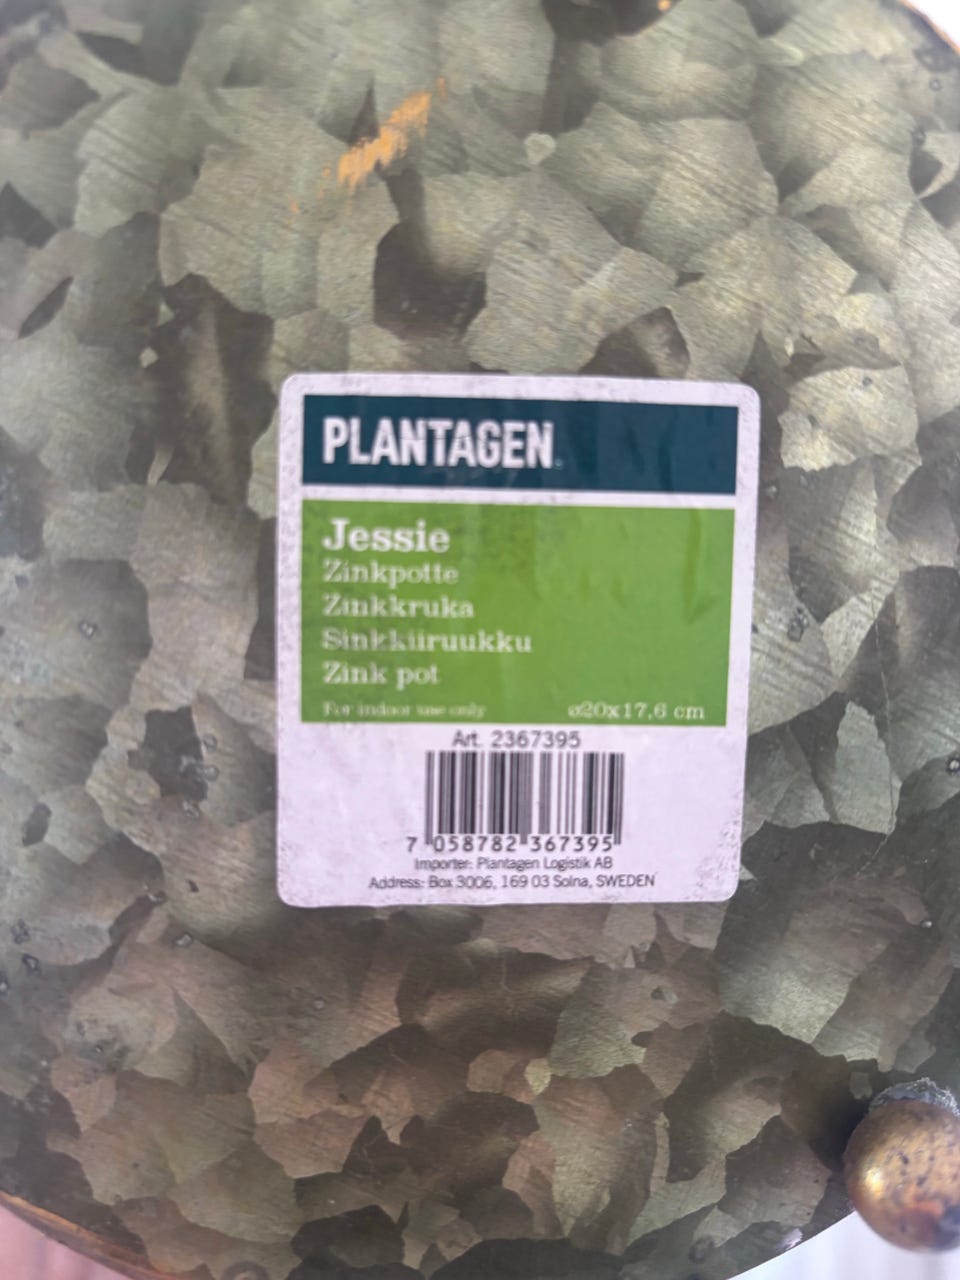 PLANTAGEN
Jessie
Zinkpotte
Zinkkruka
Sinkkiiruukku
Zink pot
For indoor use only ø20x17,6 cm
Art. 2367395
7 058782 367395
Importer: Plantagen Logistik AB
Address: Box 3006, 169 03 Solna, SWEDEN